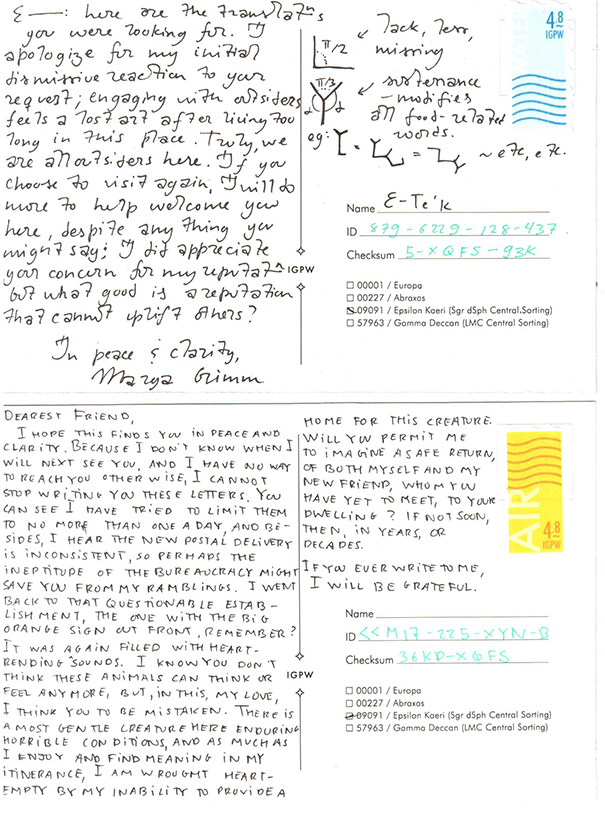 E——: here are the translatⁿs
you were looking for. I
apologize for my initial
dismissive reaction to your
request; engaging with outsiders
feels a lost art after living too
long in this place. Truly, we
are all outsiders here. If you
choose to visit again, I will do
more to help welcome you
here, despite any thing you
might say; I did appreciate
your concern for my reputatⁿ
but what good is a reputation
that cannot uplift others?
In peace & clarity,
Marya Grimm
π/2
lack, less,
missing
π/3
sustenance
- modifies
all food-related
words.
eg:
= ~ etc, etc.
WATER
4.8
IGPW
IGPW
Name E-Te'k
ID 879-6229-128-437
Checksum 5-XQFS-93K
00001 / Europa
00227 / Abraxas
09091 / Epsilon Kaeri (Sgr dSph Central.Sorting)
57963 / Gamma Deccan (LMC Central Sorting)
DEAREST FRIEND,
I HOPE THIS FINDS YOU IN PEACE AND
CLARITY. BECAUSE I DON'T KNOW WHEN I
WILL NEXT SEE YOU, AND I HAVE NO WAY
TO REACH YOU OTHERWISE, I CANNOT
STOP WRITING YOU THESE LETTERS. YOU
CAN SEE I HAVE TRIED TO LIMIT THEM
TO NO MORE THAN ONE A DAY, AND BE-
SIDES, I HEAR THE NEW POSTAL DELIVERY
IS INCONSISTENT, SO PERHAPS THE
INEPTITUDE OF THE BUREAUCRACY MIGHT
SAVE YOU FROM MY RAMBLINGS. I WENT
BACK TO THAT QUESTIONABLE ESTAB-
LISHMENT, THE ONE WITH THE BIG
ORANGE SIGN OUT FRONT, REMEMBER?
IT WAS AGAIN FILLED WITH HEART-
RENDING SOUNDS. I KNOW YOU DON'T
THINK THESE ANIMALS CAN THINK OR
FEEL ANYMORE, BUT, IN THIS, MY LOVE,
I THINK YOU TO BE MISTAKEN. THERE IS
A MOST GENTLE CREATURE HERE ENDURING
HORRIBLE CONDITIONS, AND AS MUCH AS
I ENJOY AND FIND MEANING IN MY
ITINERANCE, I AM WROUGHT HEART-
EMPTY BY MY INABILITY TO PROVIDE A
HOME FOR THIS CREATURE.
WILL YOU PERMIT ME
TO IMAGINE A SAFE RETURN,
OF BOTH MYSELF AND MY
NEW FRIEND, WHOM YOU
HAVE YET TO MEET, TO YOUR
DWELLING? IF NOT SOON,
THEN, IN YEARS, OR
DECADES.
IF YOU EVER WRITE TO ME,
I WILL BE GRATEFUL.
AIR
4.8
IGPW
IGPW
Name
ID <<M17-225-XYN-B
Checksum 36KD-XQFS
00001 / Europa
00227 / Abraxas
09091 / Epsilon Kaeri (Sgr dSph Central Sorting)
57963 / Gamma Deccan (LMC Central Sorting)